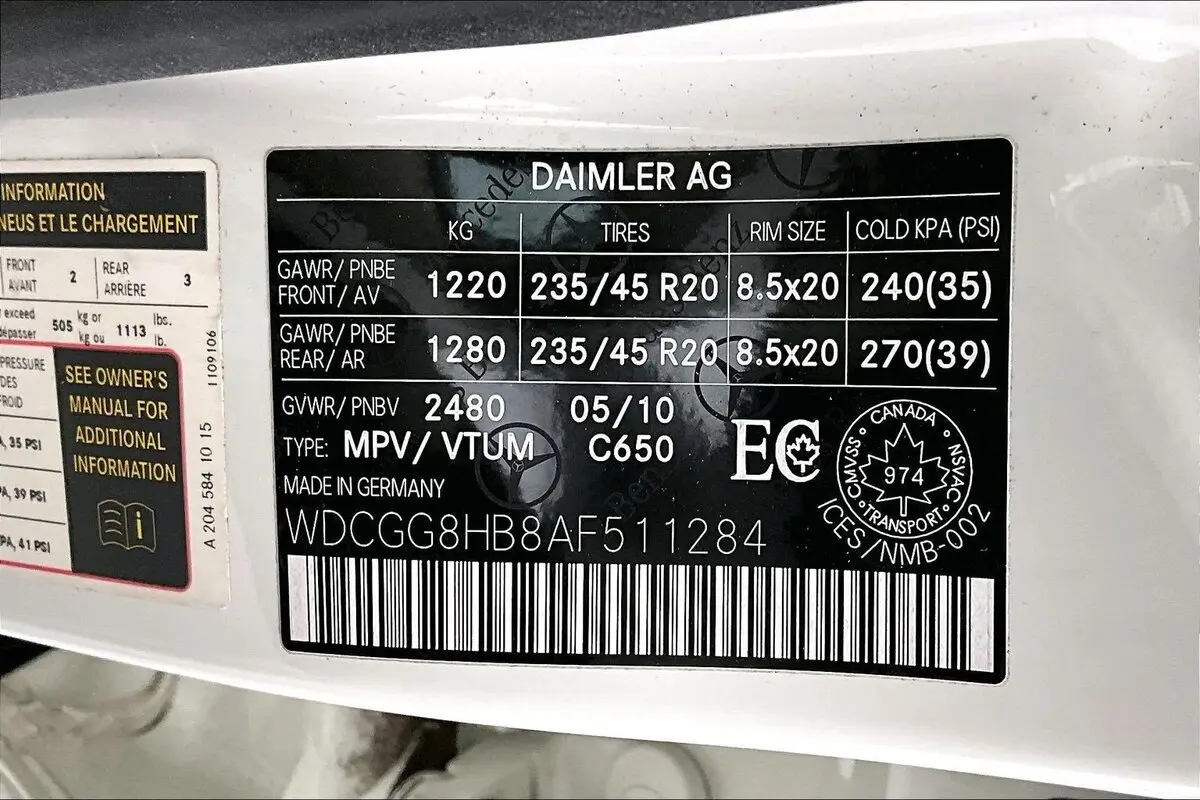 INFORMATION
NEUS ET LE CHARGEMENT
FRONT
AVANT
2
REAR
ARRIÈRE
3
exceed
dépasser
505
kg or
kg ou
1113
lbs.
lb.
PRESSURE
DES
FROID
35 PSI
39 PSI
PA, 41 PSI
SEE OWNER'S
MANUAL FOR
ADDITIONAL
INFORMATION
A 204 584 10 15
1109106
DAIMLER AG
KG TIRES RIM SIZE COLD KPA (PSI)
GAWR/ PNBE
FRONT/ AV
1220 235/45 R20 8.5x20 240(35)
GAWR/ PNBE
REAR/ AR
1280 235/45 R20 8.5x20 270(39)
GVWR/ PNBV 2480 05/10
TYPE: MPV/ VTUM C650
MADE IN GERMANY
WDCGG8HB8AF511284
EC
CANADA
CMVSS
NSVAC
974
TRANSPORT
ICES/NMB-002
Mercedes
Benz